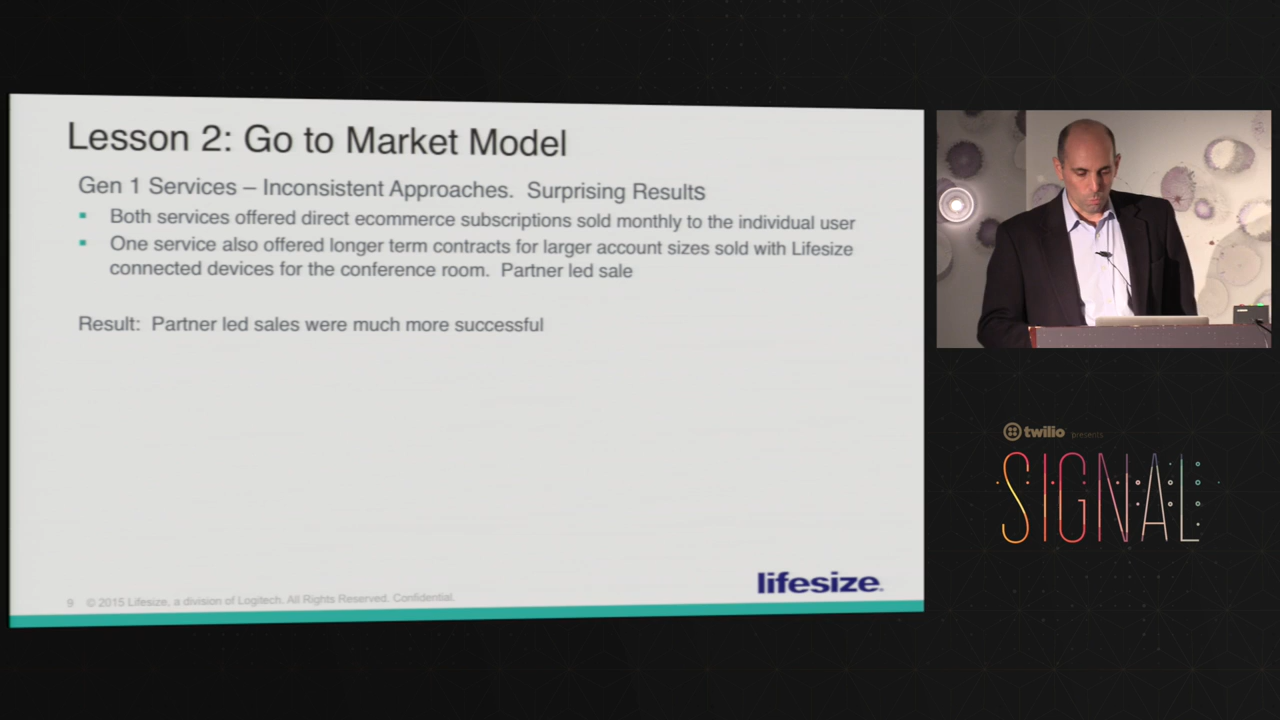 Lesson 2: Go to Market Model
Gen 1 Services – Inconsistent Approaches. Surprising Results
Both services offered direct ecommerce subscriptions sold monthly to the individual user
One service also offered longer term contracts for larger account sizes sold with Lifesize
connected devices for the conference room. Partner led sale
Result: Partner led sales were much more successful
9 © 2015 Lifesize, a division of Logitech. All Rights Reserved. Confidential.
lifesize.
twilio presents
SIGNAL